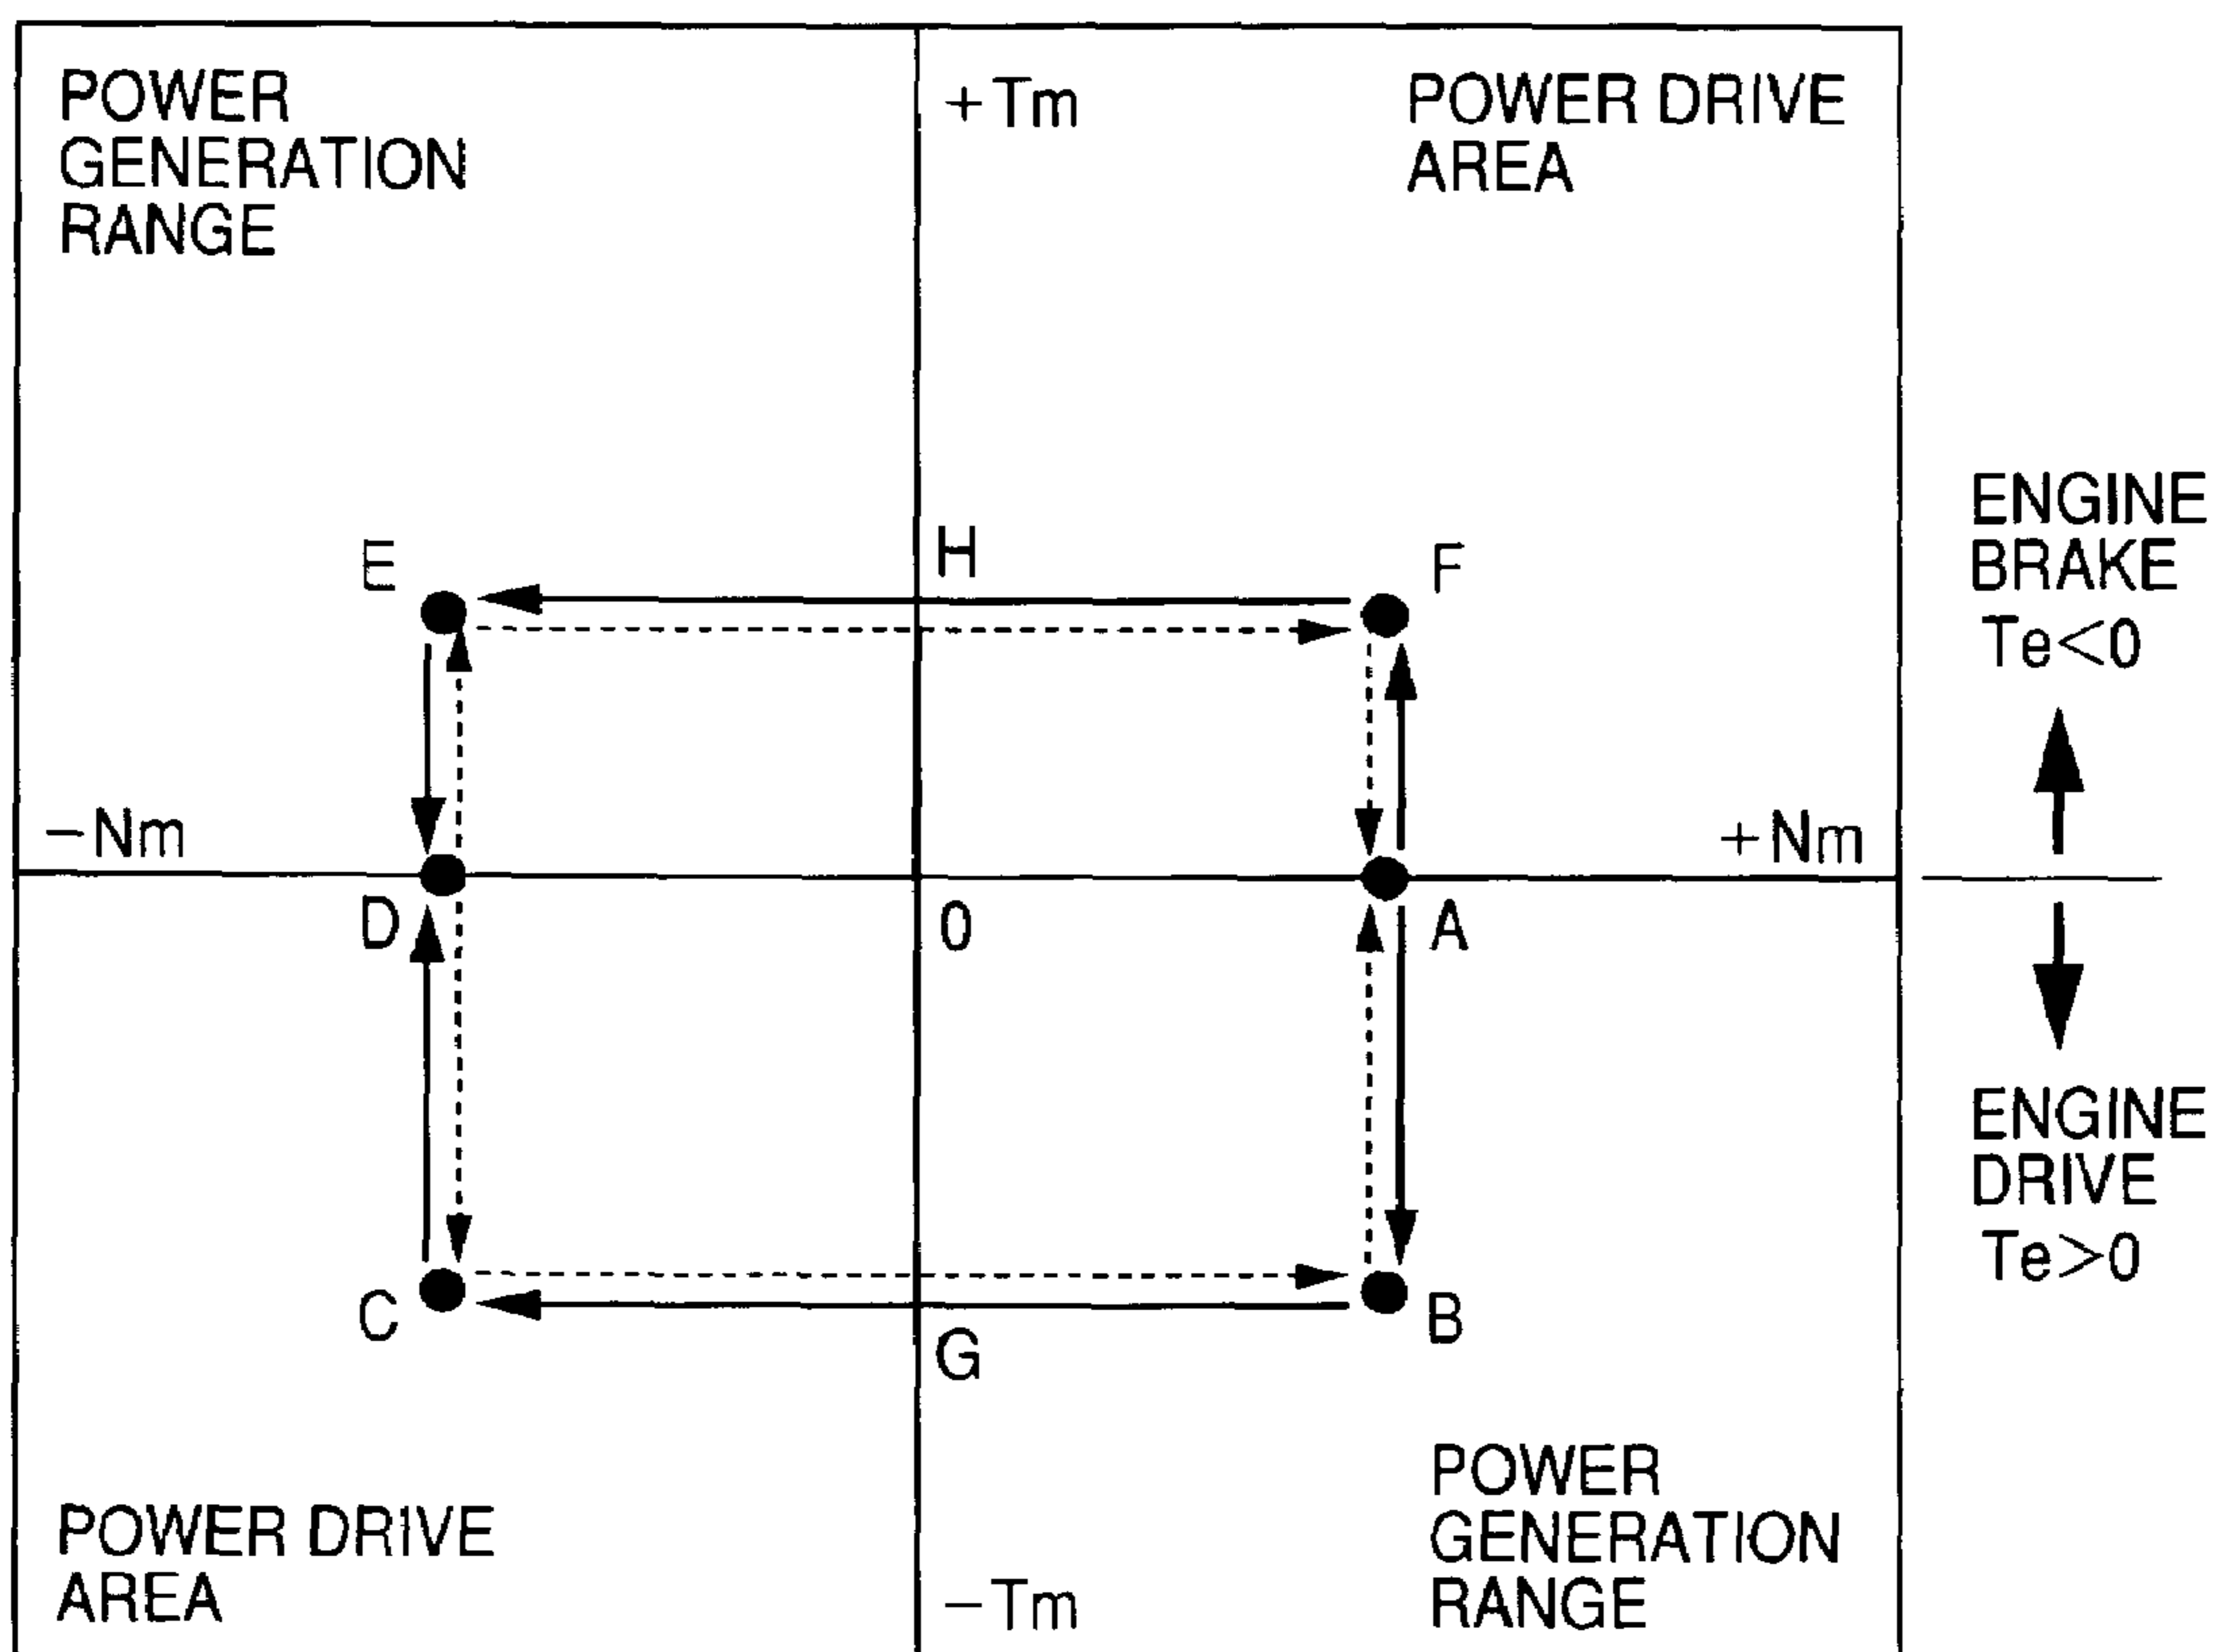 POWER
GENERATION
RANGE
+Tm
POWER DRIVE
AREA
E
H
F
ENGINE
BRAKE
Te<0
−Nm
+Nm
D
0
A
C
G
B
ENGINE
DRIVE
Te>0
POWER DRIVE
AREA
−Tm
POWER
GENERATION
RANGE